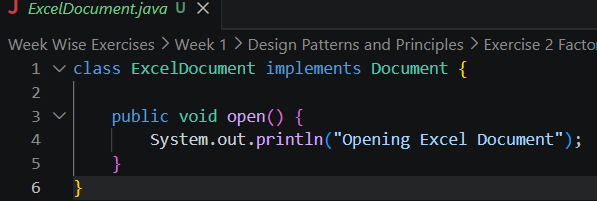 J ExcelDocument.java U ×
Week Wise Exercises > Week 1 > Design Patterns and Principles > Exercise 2 Facto
1 class ExcelDocument implements Document {
2
3 public void open() {
4 System.out.println("Opening Excel Document");
5 }
6 }